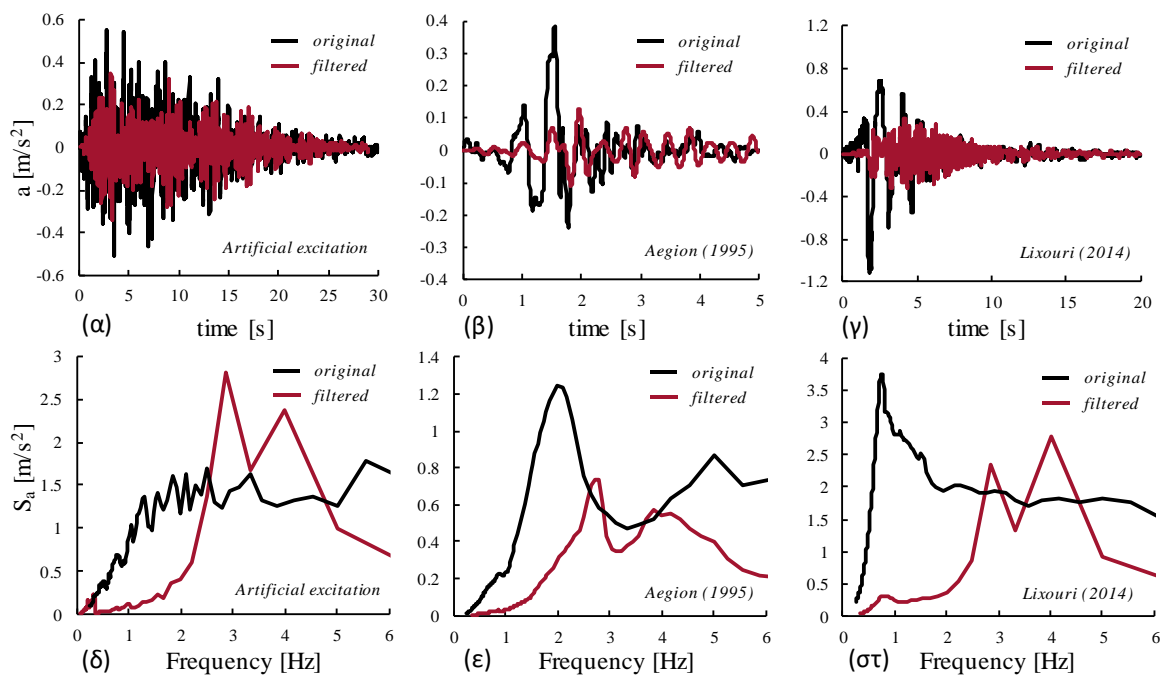 0.6
0.4
0.2
0
-0.2
-0.4
-0.6
a [m/s²]
original
filtered
Artificial excitation
0 5 10 15 20 25 30
(α) time [s]
0.4
0.3
0.2
0.1
0
-0.1
-0.2
-0.3
-0.4
original
filtered
Aegion (1995)
0 1 2 3 4 5
(β) time [s]
1.2
0.8
0.4
0
-0.4
-0.8
-1.2
original
filtered
Lixouri (2014)
0 5 10 15 20
(γ) time [s]
3
2.5
2
1.5
1
0.5
0
Sa [m/s²]
original
filtered
Artificial excitation
0 1 2 3 4 5 6
(δ) Frequency [Hz]
1.4
1.2
1.0
0.8
0.6
0.4
0.2
0
original
filtered
Aegion (1995)
0 1 2 3 4 5 6
(ε) Frequency [Hz]
4
3.5
3
2.5
2
1.5
1
0.5
0
original
filtered
Lixouri (2014)
0 1 2 3 4 5 6
(στ) Frequency [Hz]